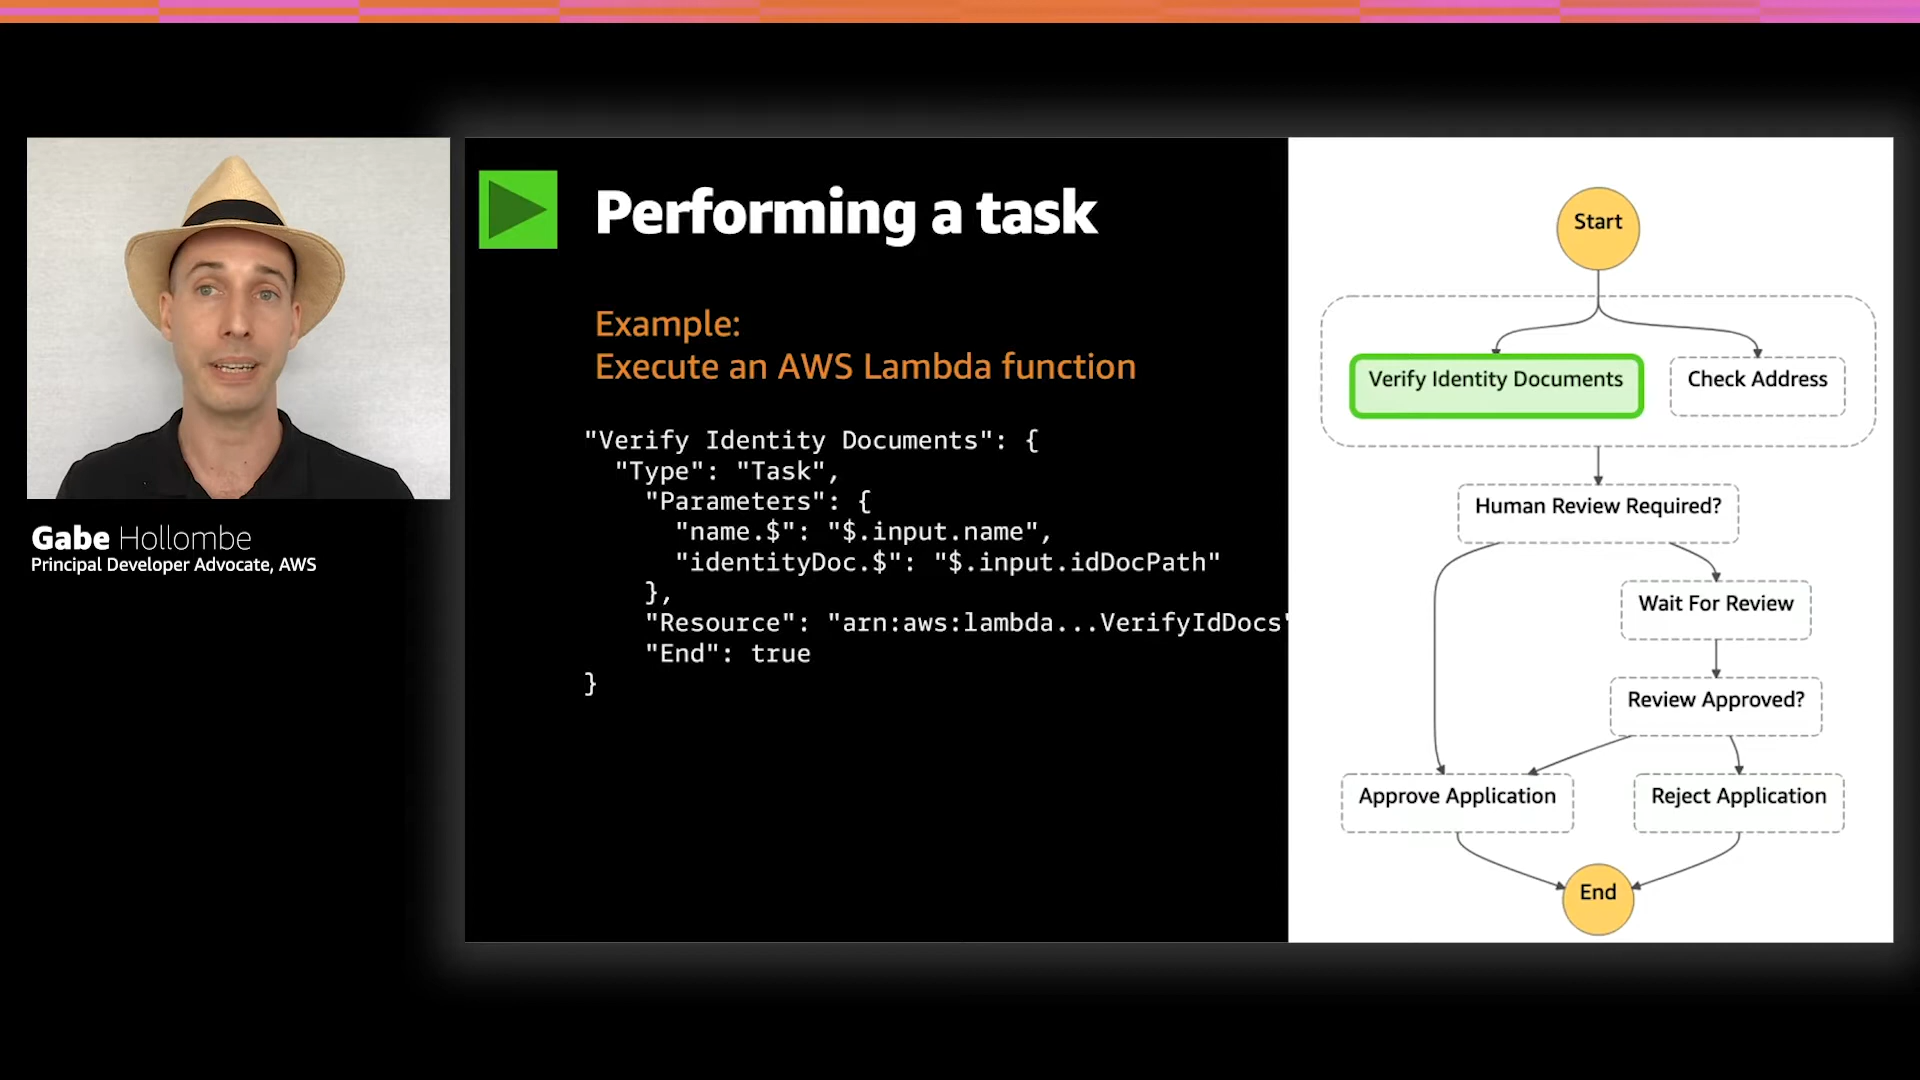 Performing a task
Example:
Execute an AWS Lambda function
"Verify Identity Documents": {
"Type": "Task",
"Parameters": {
"name.$": "$.input.name",
"identityDoc.$": "$.input.idDocPath"
},
"Resource": "arn:aws:lambda...VerifyIdDocs"
"End": true
}
Gabe Hollombe
Principal Developer Advocate, AWS
Start
Verify Identity Documents
Check Address
Human Review Required?
Wait For Review
Review Approved?
Approve Application
Reject Application
End